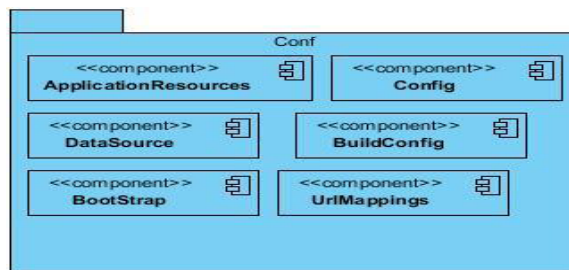 Conf
<<component>> <<component>>
ApplicationResources Config
<<component>> <<component>>
DataSource BuildConfig
<<component>> <<component>>
BootStrap UrlMappings